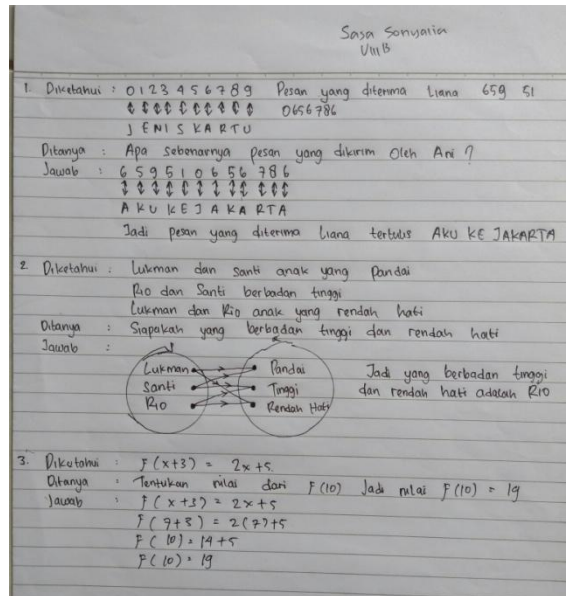 Sasa Sonyalia
VIII B
1. Diketahui : 0 1 2 3 4 5 6 7 8 9 Pesan yang diterima Liana 659 51
0656786
J E N I S K A R T U
Ditanya : Apa sebenarnya pesan yang dikirim Oleh Ani ?
Jawab : 6 5 9 5 1 0 6 5 6 7 8 6
A K U K E J A K A R T A
Jadi pesan yang diterima Liana tertulis AKU KE JAKARTA
2 Diketahui : Lukman dan Santi anak yang pandai
Rio dan Santi berbadan tinggi
Lukman dan Rio anak yang rendah hati
Ditanya : Siapakah yang berbadan tinggi dan rendah hati
Jawab :
Lukman Pandai Jadi yang berbadan tinggi
Santi Tinggi dan rendah hati adalah Rio
Rio Rendah Hati
3. Dikutahui : F(x+3) = 2x+5.
Ditanya : Tentukan nilai dari F(10) Jadi nilai F(10) = 19
Jawab : F(x+3) = 2x+5
F(7+3) = 2(7)+5
F(10) = 14+5
F(10) = 19